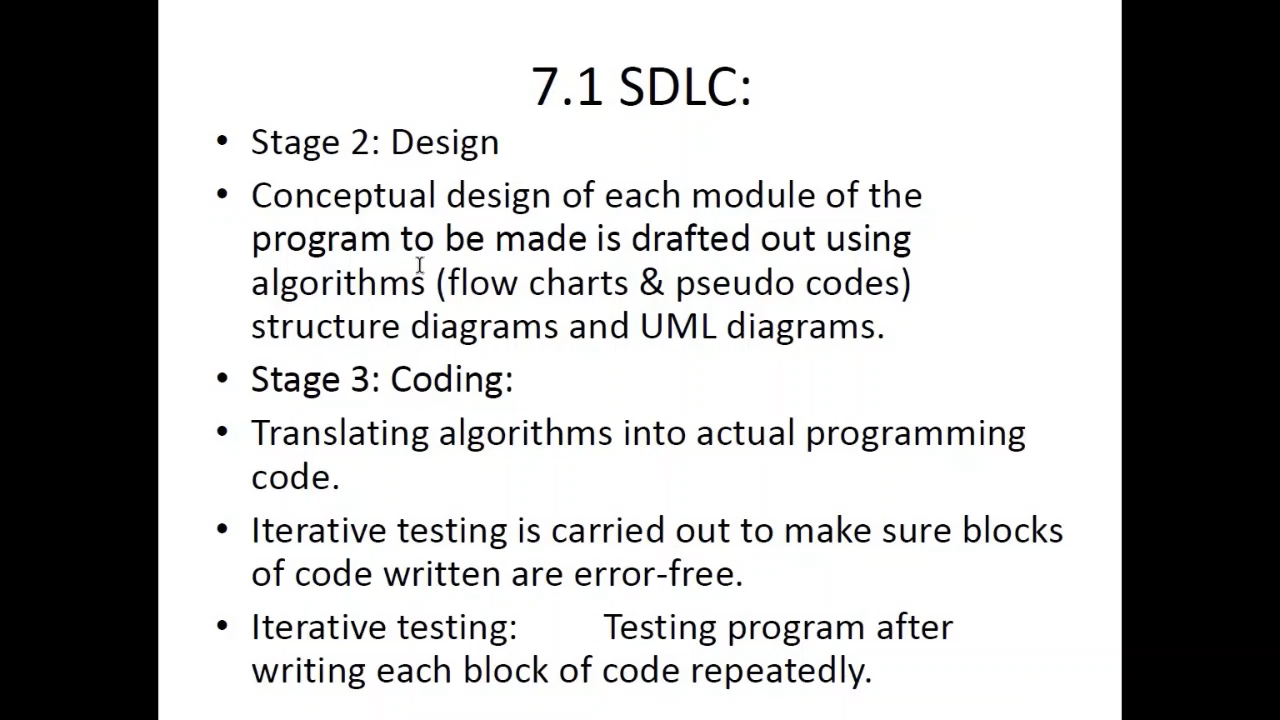 7.1 SDLC:
• Stage 2: Design
• Conceptual design of each module of the
program to be made is drafted out using
algorithms (flow charts & pseudo codes)
structure diagrams and UML diagrams.
• Stage 3: Coding:
• Translating algorithms into actual programming
code.
• Iterative testing is carried out to make sure blocks
of code written are error-free.
• Iterative testing: Testing program after
writing each block of code repeatedly.